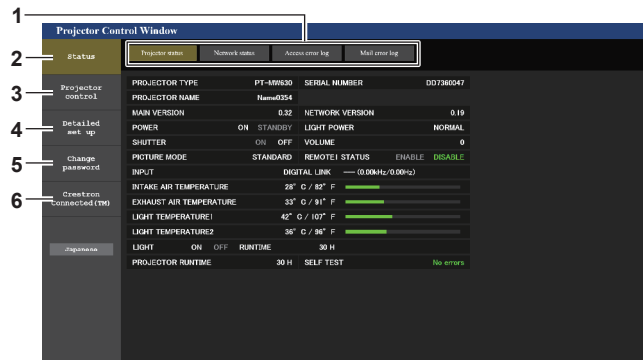 1
Projector Control Window
2 Status
Projector status Network status Access error log Mail error log
3 Projector
control
4 Detailed
set up
5 Change
password
6 Crestron
Connected(TM)
Japanese
PROJECTOR TYPE PT-MW630 SERIAL NUMBER DD7360047
PROJECTOR NAME Name0354
MAIN VERSION 0.32 NETWORK VERSION 0.19
POWER ON STANDBY LIGHT POWER NORMAL
SHUTTER ON OFF VOLUME 0
PICTURE MODE STANDARD REMOTE1 STATUS ENABLE DISABLE
INPUT DIGITAL LINK — (0.00kHz/0.00Hz)
INTAKE AIR TEMPERATURE 28° C / 82° F
EXHAUST AIR TEMPERATURE 33° C / 91° F
LIGHT TEMPERATURE1 42° C / 107° F
LIGHT TEMPERATURE2 36° C / 96° F
LIGHT ON OFF RUNTIME 30 H
PROJECTOR RUNTIME 30 H SELF TEST No errors